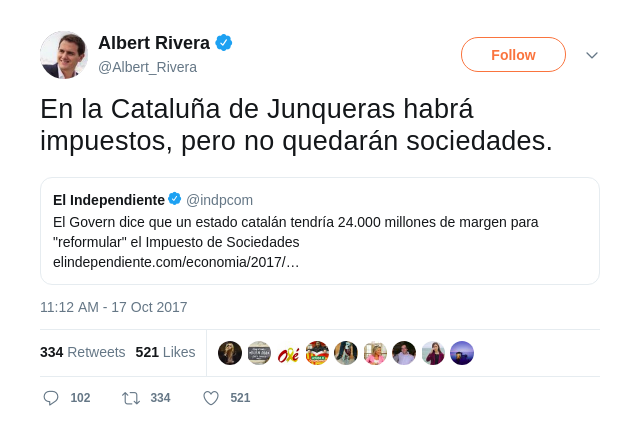 Albert Rivera
@Albert_Rivera
Follow
En la Cataluña de Junqueras habrá
impuestos, pero no quedarán sociedades.
El Independiente @indpcom
El Govern dice que un estado catalán tendría 24.000 millones de margen para
"reformular" el Impuesto de Sociedades
elindependiente.com/economia/2017/…
11:12 AM - 17 Oct 2017
334 Retweets 521 Likes
102 334 521